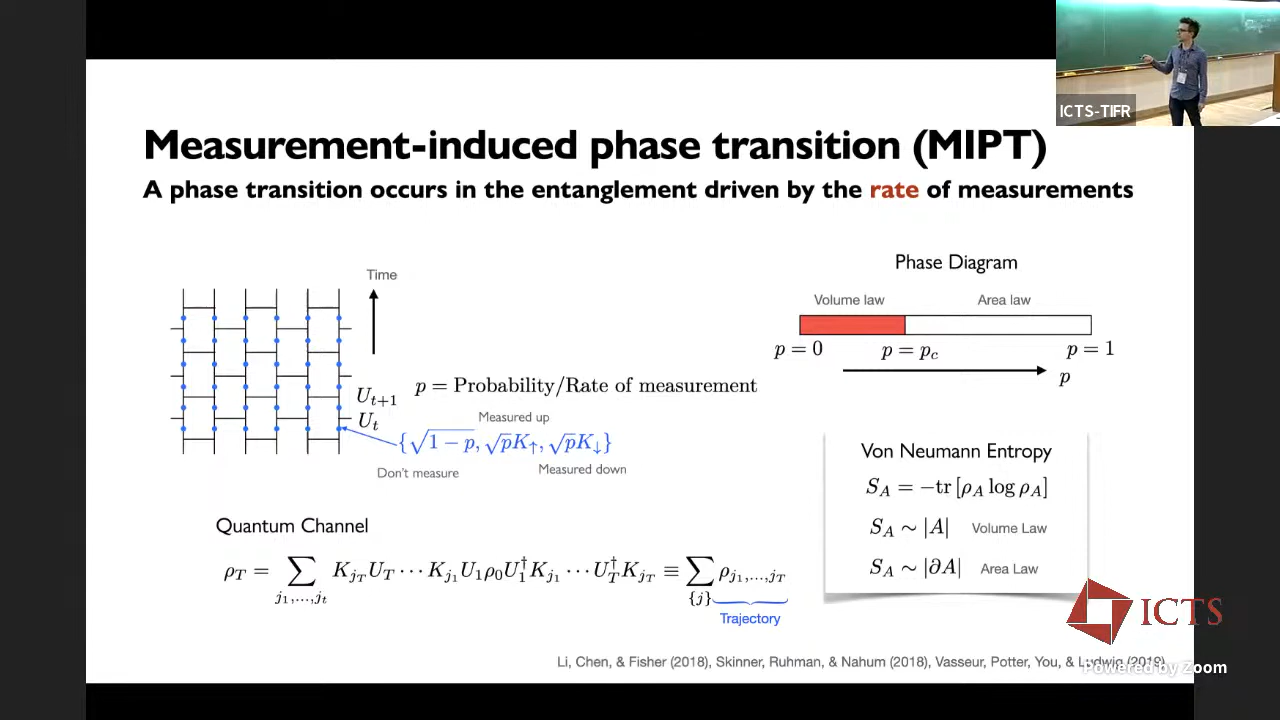 ICTS-TIFR
Measurement-induced phase transition (MIPT)
A phase transition occurs in the entanglement driven by the rate of measurements
Phase Diagram
Time
Volume law
Area law
p = 0
p = p_c
p = 1
p
U_{t+1}
p = Probability/Rate of measurement
U_t
Measured up
{√(1 − p), √p K_↑, √p K_↓}
Don't measure
Measured down
Von Neumann Entropy
S_A = −tr [ρ_A log ρ_A]
S_A ∼ |A| Volume Law
S_A ∼ |∂A| Area Law
Quantum Channel
ρ_T = ∑_{j_1,...,j_t} K_{j_T} U_T ··· K_{j_1} U_1 ρ_0 U_1^† K_{j_1} ··· U_T^† K_{j_T} ≡ ∑_{{j}} ρ_{j_1,...,j_T}
Trajectory
ICTS
Li, Chen, & Fisher (2018), Skinner, Ruhman, & Nahum (2018), Vasseur, Potter, You, & Ludwig (2019)
Powered by Zoom